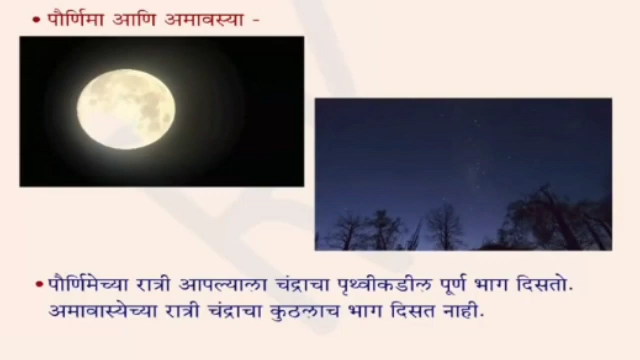 • पौर्णिमा आणि अमावस्या -
• पौर्णिमेच्या रात्री आपल्याला चंद्राचा पृथ्वीकडील पूर्ण भाग दिसतो.
अमावास्येच्या रात्री चंद्राचा कुठलाच भाग दिसत नाही.